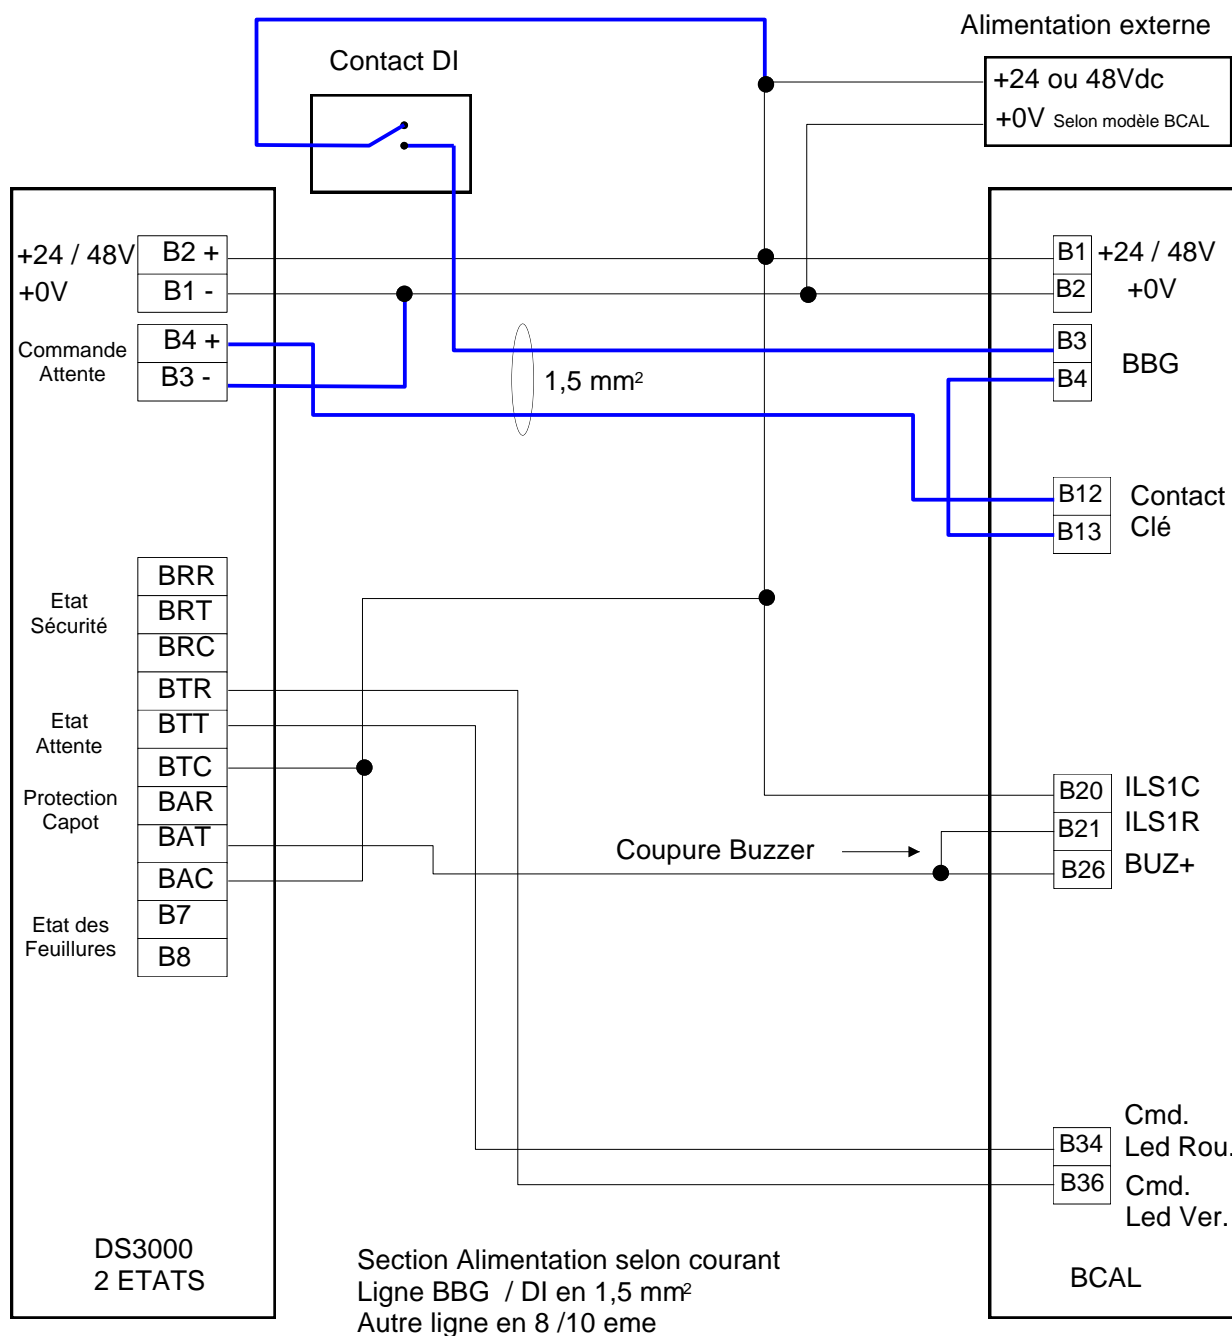 Alimentation externe
Contact DI
+24 ou 48Vdc
+0V Selon modèle BCAL
+24 / 48V
B2 +
B1 +24 / 48V
+0V
B1 -
B2
+0V
Commande
Attente
B4 +
B3 -
1,5 mm²
B3
B4
BBG
B12
B13
Contact
Clé
Etat
Sécurité
BRR
BRT
BRC
BTR
Etat
Attente
BTT
BTC
Protection
Capot
BAR
BAT
BAC
Etat des
Feuillures
B7
B8
Coupure Buzzer
B20
ILS1C
B21
ILS1R
B26
BUZ+
B34
Cmd.
Led Rou.
B36
Cmd.
Led Ver.
DS3000
2 ETATS
Section Alimentation selon courant
Ligne BBG / DI en 1,5 mm²
Autre ligne en 8 /10 eme
BCAL